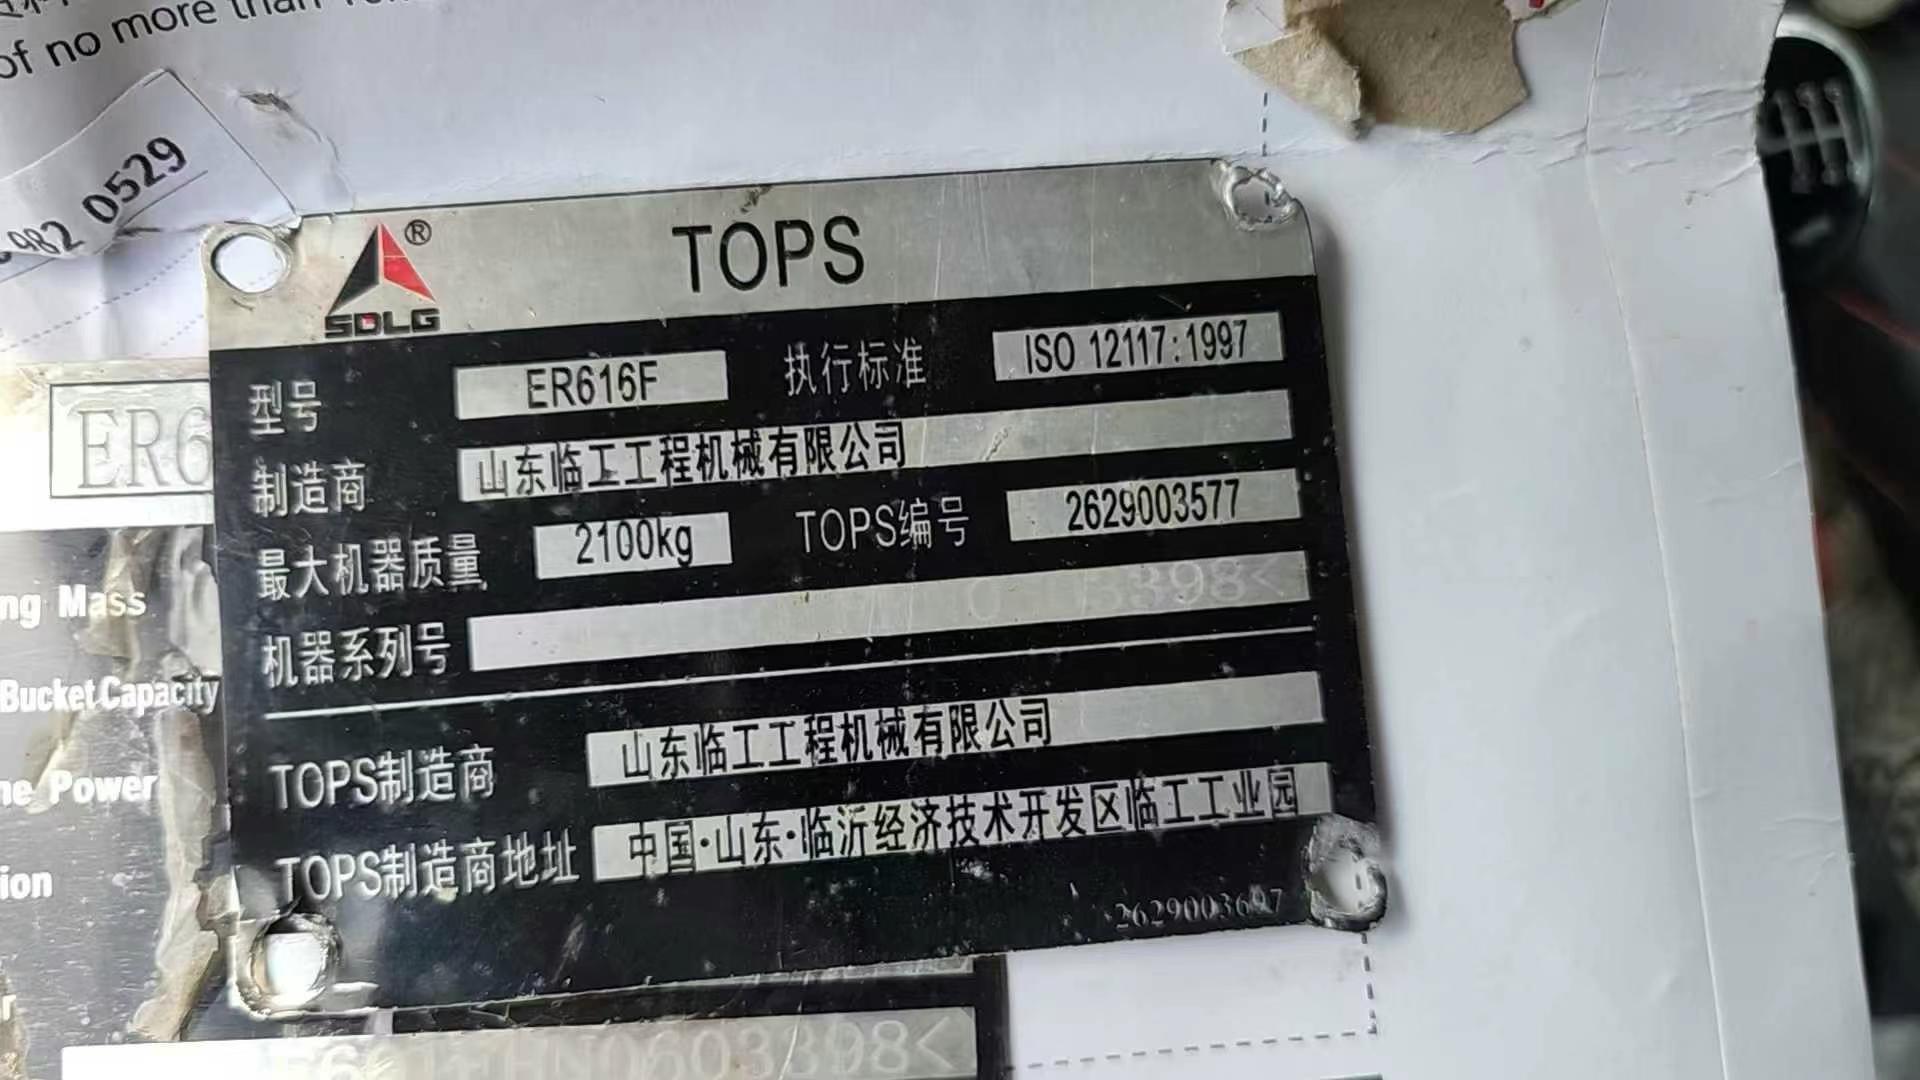 of no more than
982 0529
SDLG®
TOPS
型号 ER616F 执行标准 ISO 12117:1997
制造商 山东临工工程机械有限公司
最大机器质量 2100kg TOPS编号 2629003577
机器系列号 398<
TOPS制造商 山东临工工程机械有限公司
TOPS制造商地址 中国·山东·临沂经济技术开发区临工工业园
2629003697
ER6
ng Mass
Bucket Capacity
ne Power
ion
N0603398<